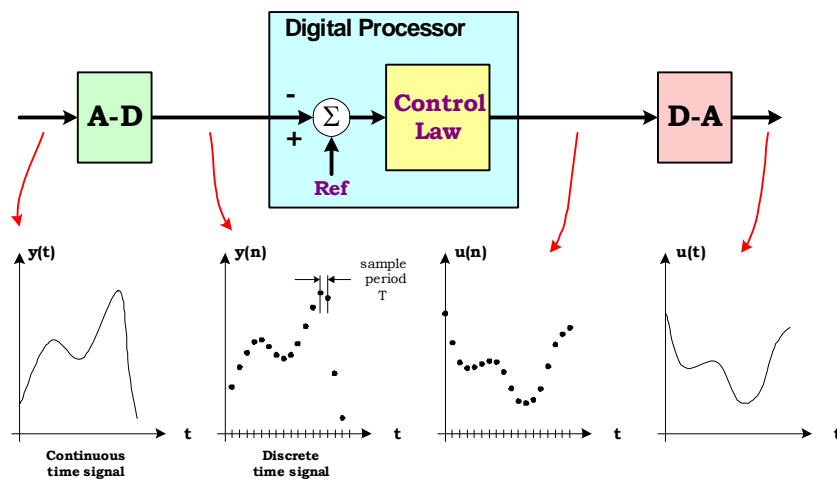 Digital Processor
A-D
-
+
Σ
Ref
Control
Law
D-A
y(t)
t
Continuous
time signal
y(n)
sample
period
T
t
Discrete
time signal
u(n)
t
u(t)
t